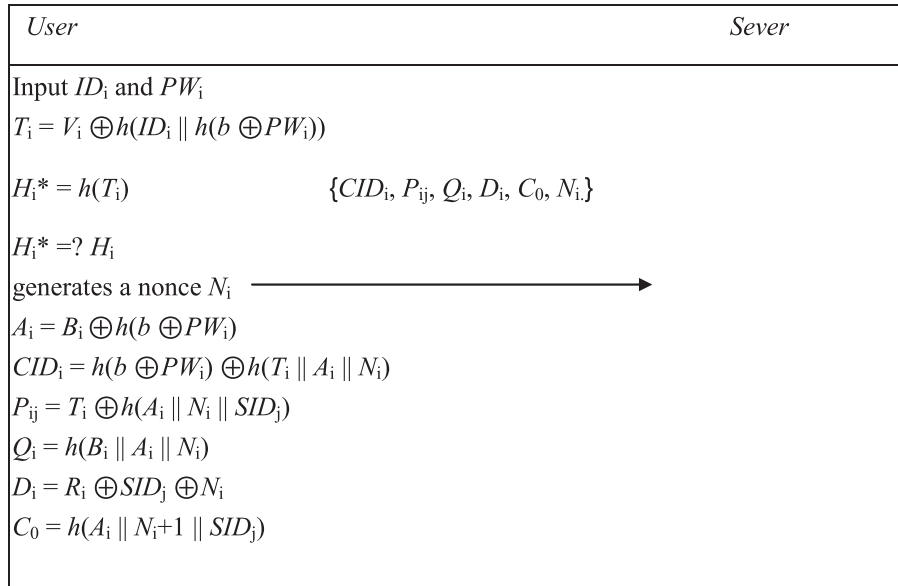 User Sever
Input IDi and PWi
Ti = Vi ⊕h(IDi || h(b ⊕PWi))
Hi* = h(Ti) {CIDi, Pij, Qi, Di, C0, Ni.}
Hi* =? Hi
generates a nonce Ni
Ai = Bi ⊕h(b ⊕PWi)
CIDi = h(b ⊕PWi) ⊕h(Ti || Ai || Ni)
Pij = Ti ⊕h(Ai || Ni || SIDj)
Qi = h(Bi || Ai || Ni)
Di = Ri ⊕SIDj ⊕Ni
C0 = h(Ai || Ni+1 || SIDj)